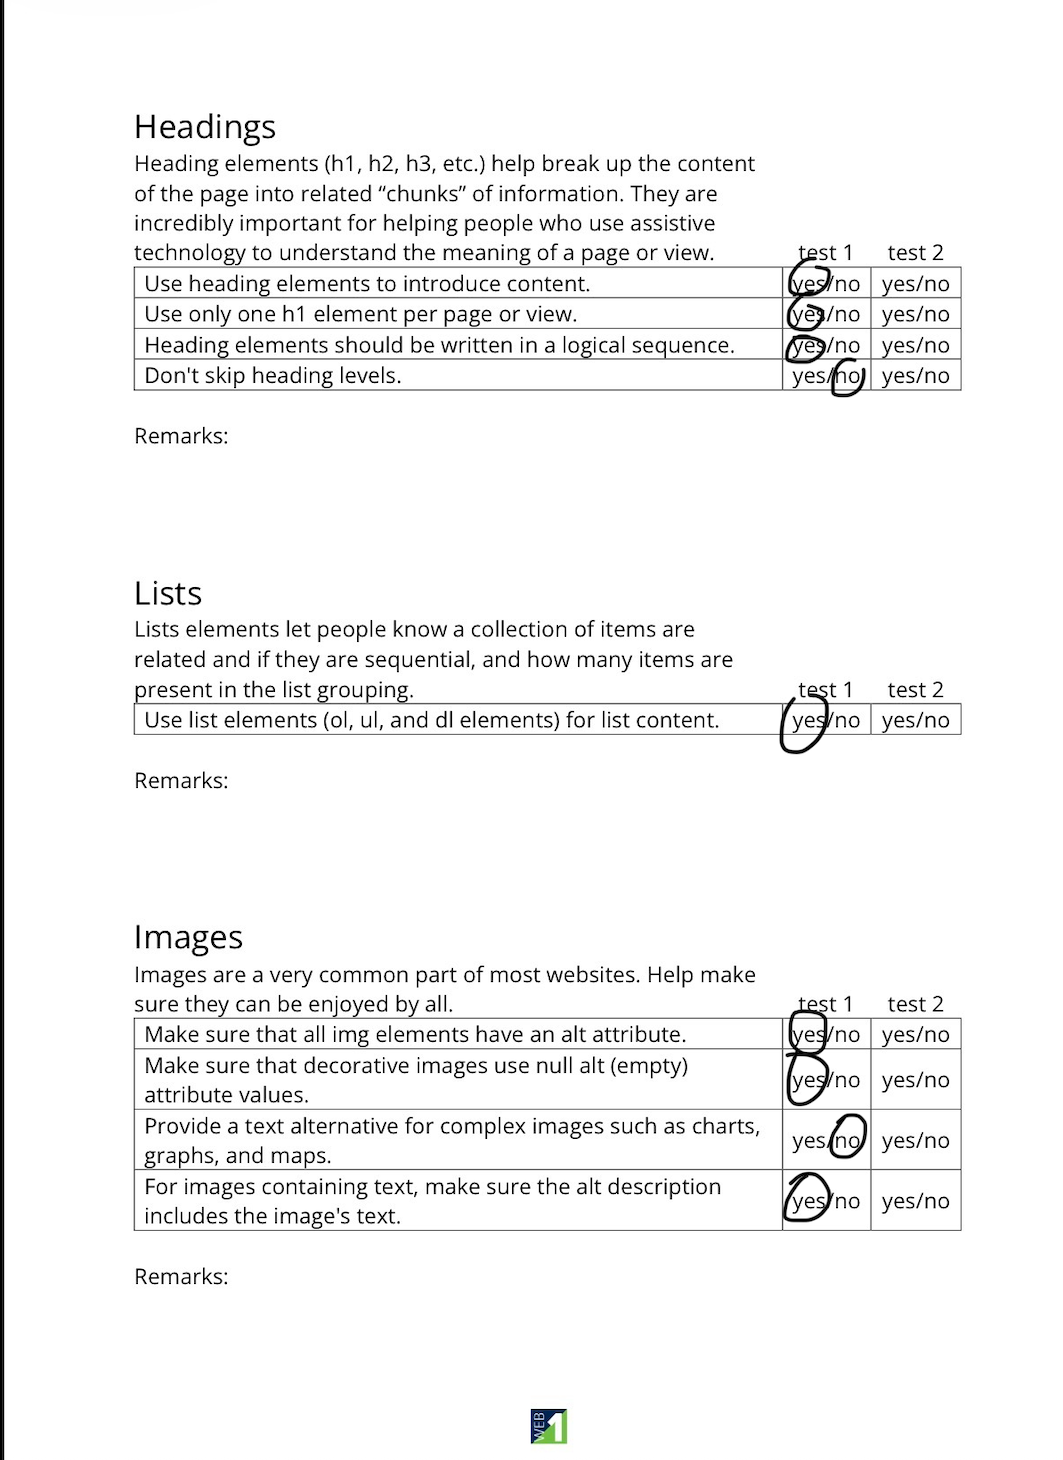 Headings
Heading elements (h1, h2, h3, etc.) help break up the content
of the page into related “chunks” of information. They are
incredibly important for helping people who use assistive
technology to understand the meaning of a page or view. test 1 test 2
Use heading elements to introduce content. yes/no yes/no
Use only one h1 element per page or view. yes/no yes/no
Heading elements should be written in a logical sequence. yes/no yes/no
Don't skip heading levels. yes/no yes/no
Remarks:
Lists
Lists elements let people know a collection of items are
related and if they are sequential, and how many items are
present in the list grouping. test 1 test 2
Use list elements (ol, ul, and dl elements) for list content. yes/no yes/no
Remarks:
Images
Images are a very common part of most websites. Help make
sure they can be enjoyed by all. test 1 test 2
Make sure that all img elements have an alt attribute. yes/no yes/no
Make sure that decorative images use null alt (empty)
attribute values. yes/no yes/no
Provide a text alternative for complex images such as charts,
graphs, and maps. yes/no yes/no
For images containing text, make sure the alt description
includes the image's text. yes/no yes/no
Remarks:
WEB 1